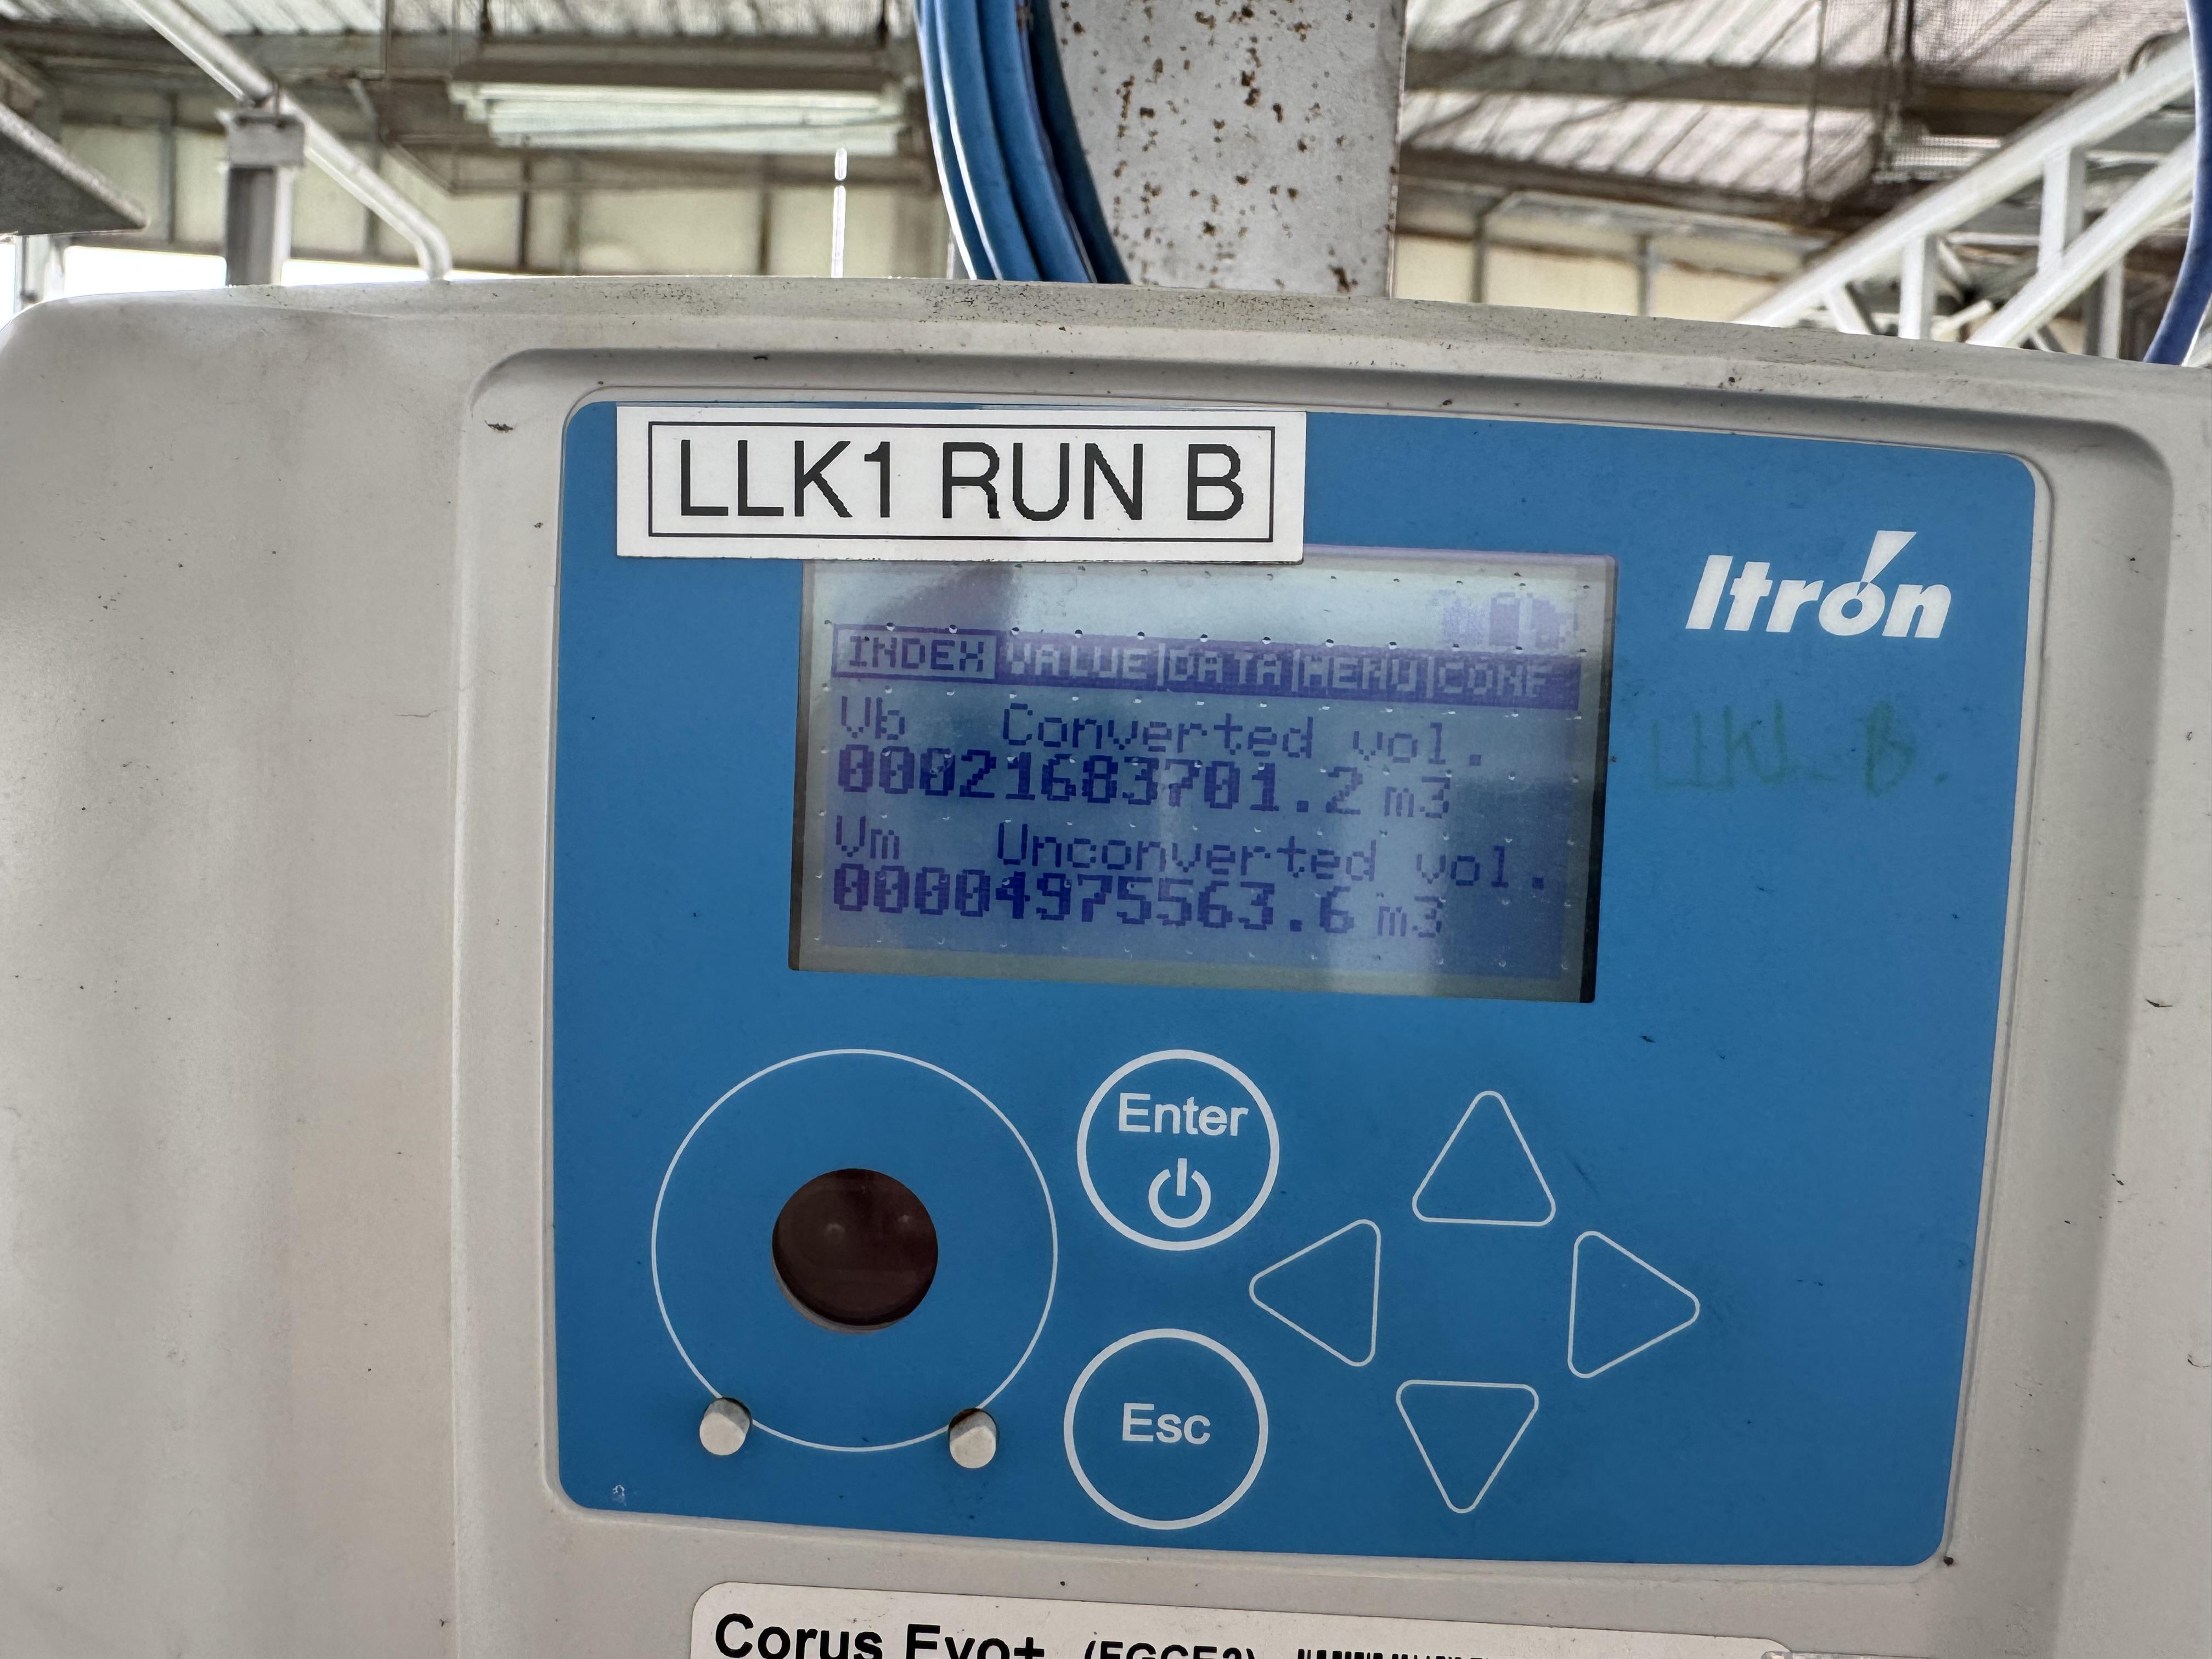 LLK1 RUN B
Itrón
INDEX VALUE|DATA|MENU|CONF
Vb Converted vol.
00021683701.2 m3
LLK1-B.
Vm Unconverted vol.
00004975563.6 m3
Enter
Esc
Corus Evo+